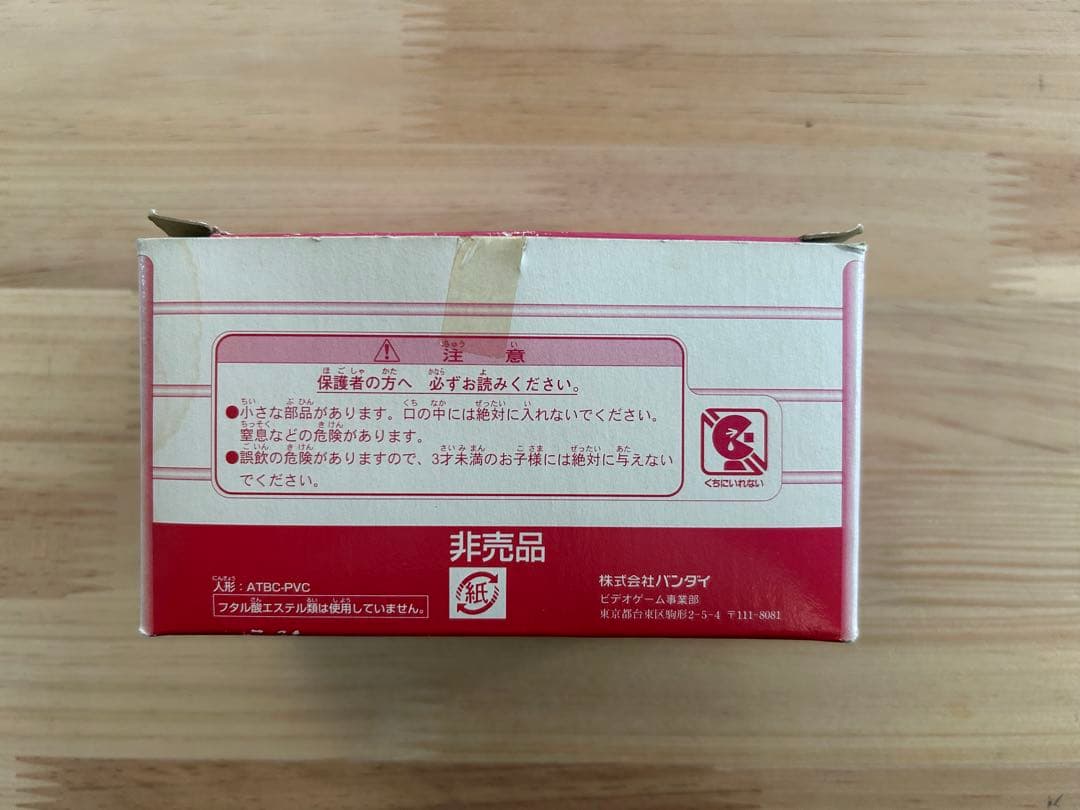 注意
保護者の方へ 必ずお読みください。
●小さな部品があります。口の中には絶対に入れないでください。
窒息などの危険があります。
●誤飲の危険がありますので、3才未満のお子様には絶対に与えない
でください。
くちにいれない
非売品
人形：ATBC-PVC
フタル酸エステル類は使用していません。
紙
株式会社バンダイ
ビデオゲーム事業部
東京都台東区駒形2-5-4 〒111-8081